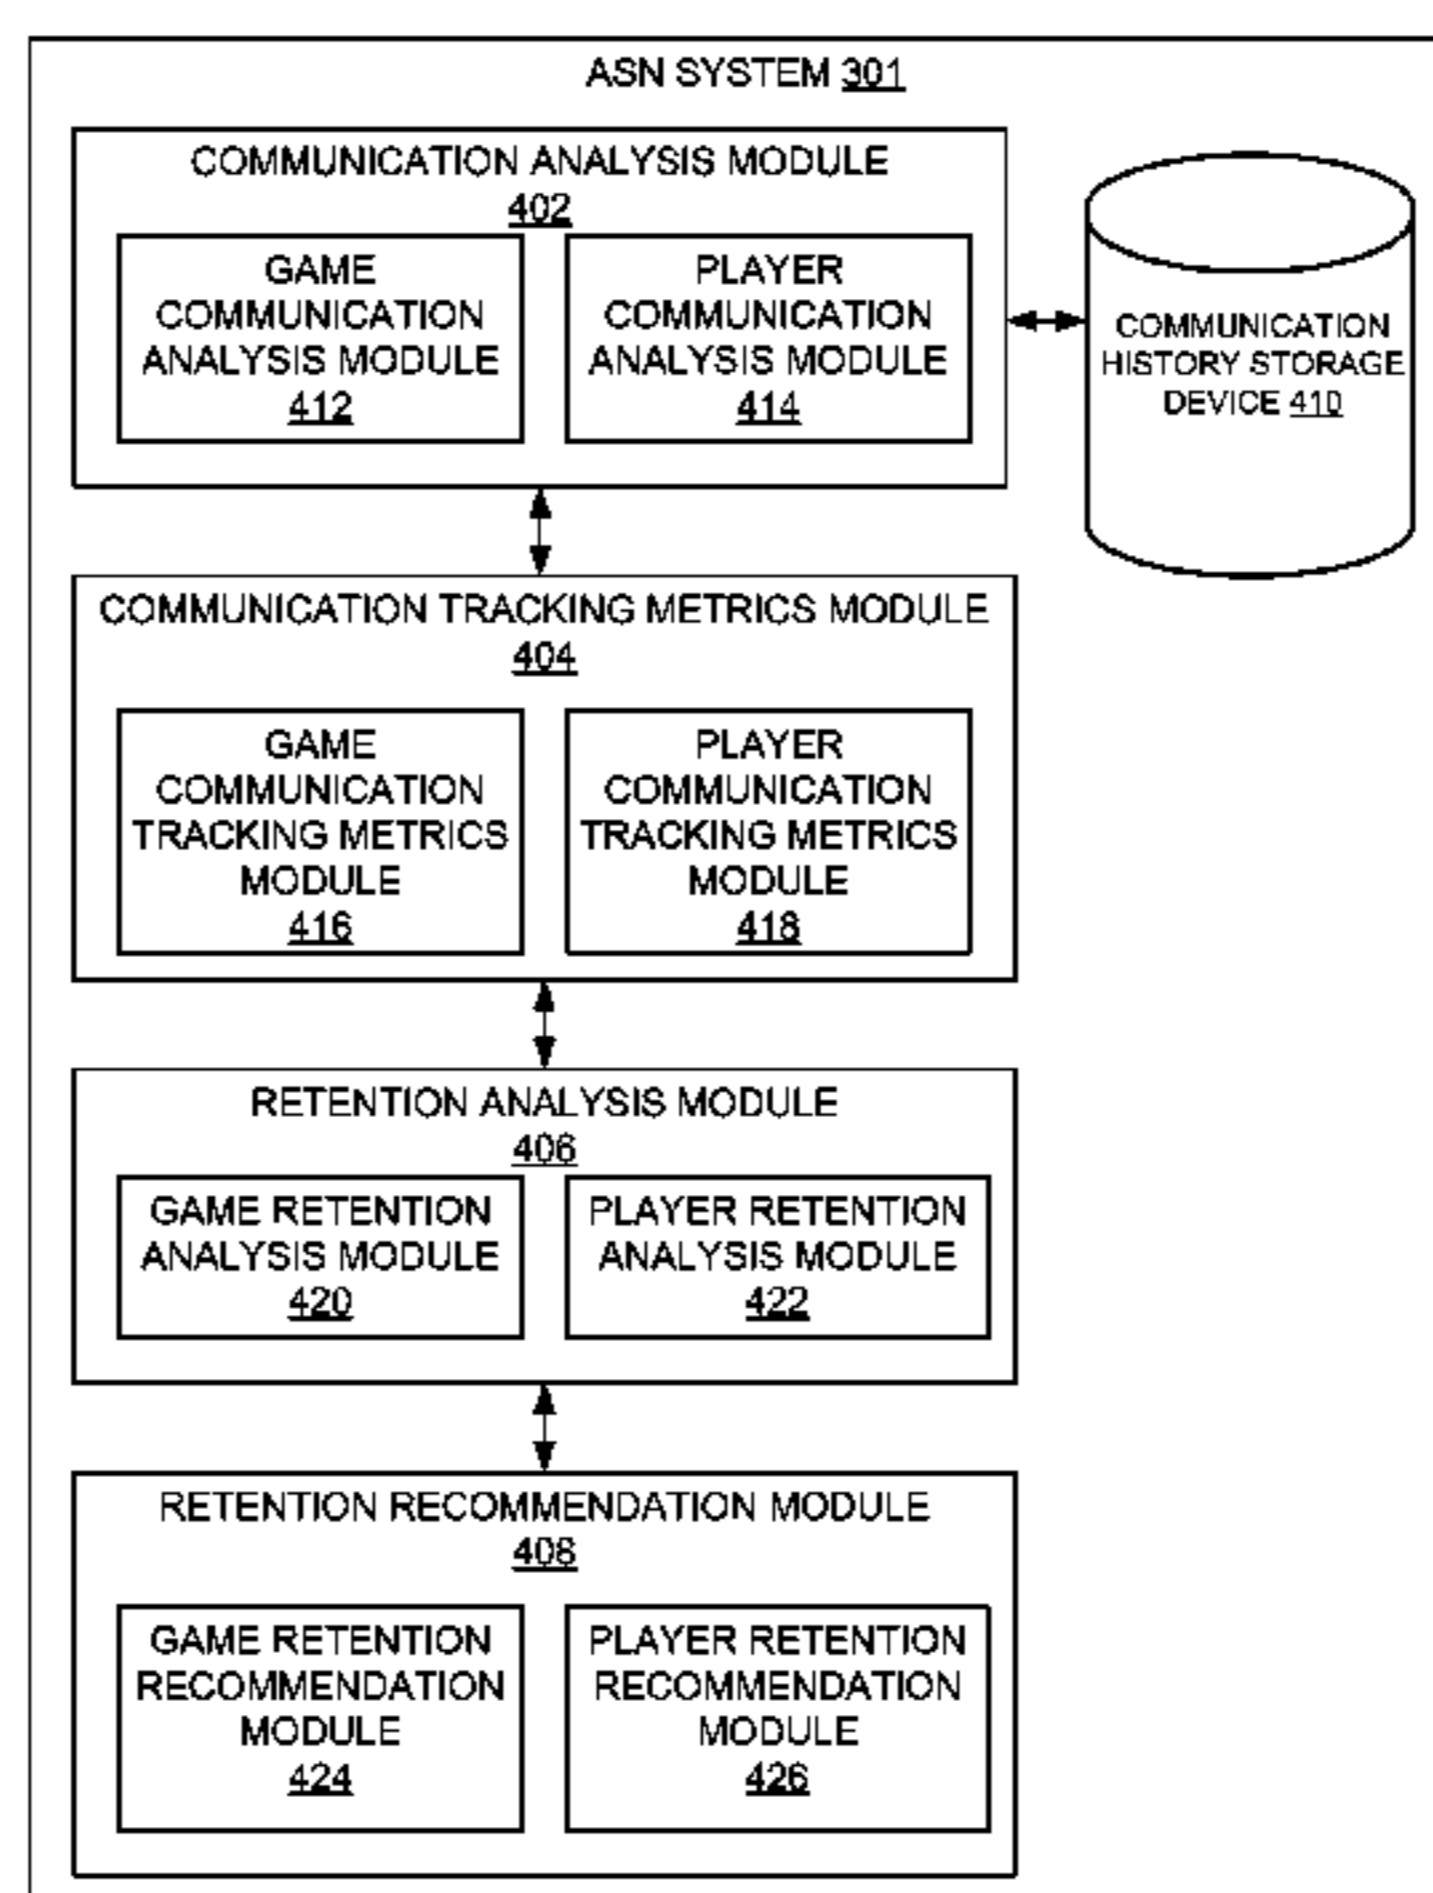 ASN SYSTEM 301
COMMUNICATION ANALYSIS MODULE
402
GAME
COMMUNICATION
ANALYSIS MODULE
412
PLAYER
COMMUNICATION
ANALYSIS MODULE
414
COMMUNICATION
HISTORY STORAGE
DEVICE 410
COMMUNICATION TRACKING METRICS MODULE
404
GAME
COMMUNICATION
TRACKING METRICS
MODULE
416
PLAYER
COMMUNICATION
TRACKING METRICS
MODULE
418
RETENTION ANALYSIS MODULE
406
GAME RETENTION
ANALYSIS MODULE
420
PLAYER RETENTION
ANALYSIS MODULE
422
RETENTION RECOMMENDATION MODULE
408
GAME RETENTION
RECOMMENDATION
MODULE
424
PLAYER RETENTION
RECOMMENDATION
MODULE
426